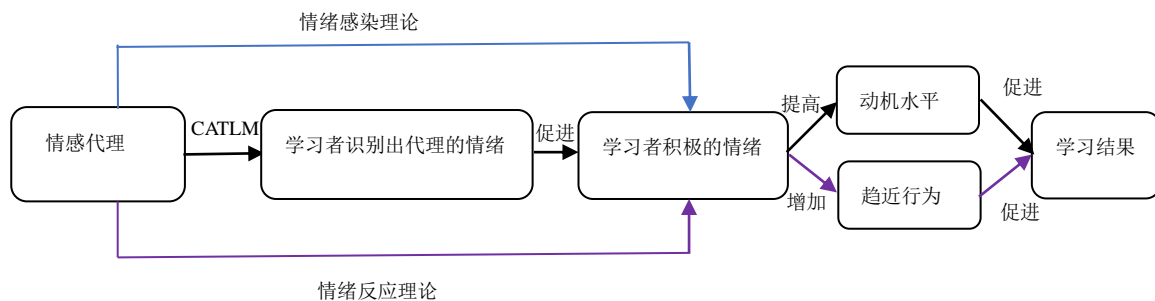 情绪感染理论
情感代理
CATLM
学习者识别出代理的情绪
促进
学习者积极的情绪
提高
动机水平
促进
增加
趋近行为
促进
学习结果
情绪反应理论